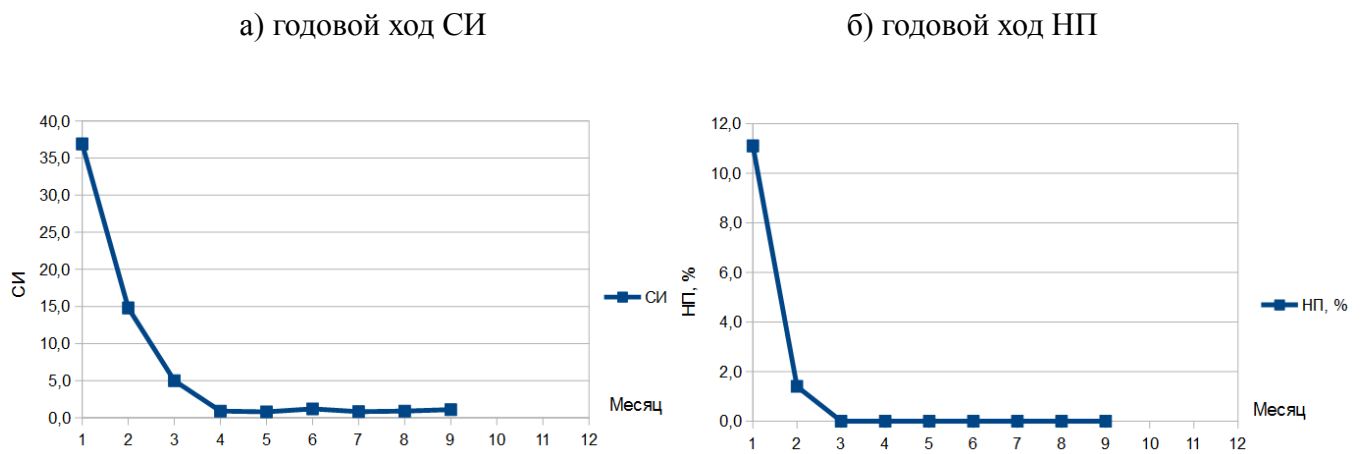 а) годовой ход СИ
б) годовой ход НП
40,0
35,0
30,0
25,0
20,0
15,0
10,0
5,0
0,0
СИ
1 2 3 4 5 6 7 8 9 10 11 12
Месяц
СИ
12,0
10,0
8,0
6,0
4,0
2,0
0,0
НП, %
1 2 3 4 5 6 7 8 9 10 11 12
Месяц
НП, %